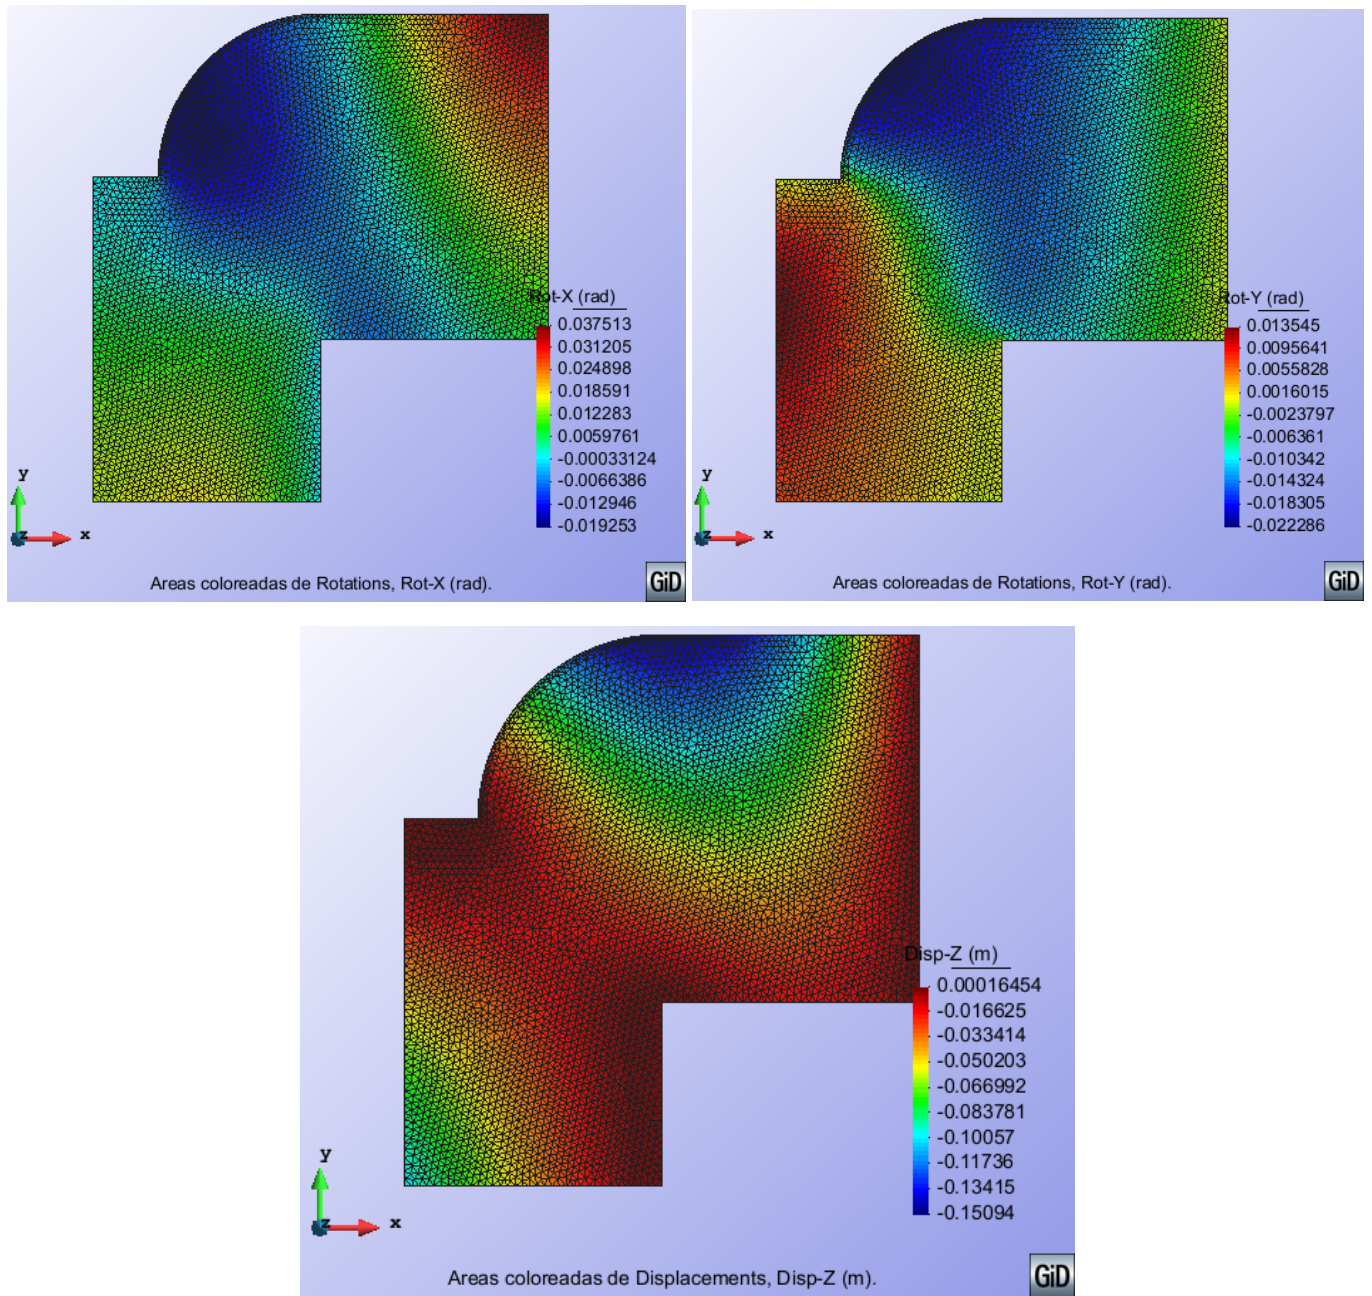 Rot-X (rad)
0.037513
0.031205
0.024898
0.018591
0.012283
0.0059761
-0.00033124
-0.0066386
-0.012946
-0.019253
y
z
x
Areas coloreadas de Rotations, Rot-X (rad).
GiD
Rot-Y (rad)
0.013545
0.0095641
0.0055828
0.0016015
-0.0023797
-0.006361
-0.010342
-0.014324
-0.018305
-0.022286
y
z
x
Areas coloreadas de Rotations, Rot-Y (rad).
GiD
Disp-Z (m)
0.00016454
-0.016625
-0.033414
-0.050203
-0.066992
-0.083781
-0.10057
-0.11736
-0.13415
-0.15094
y
z
x
Areas coloreadas de Displacements, Disp-Z (m).
GiD